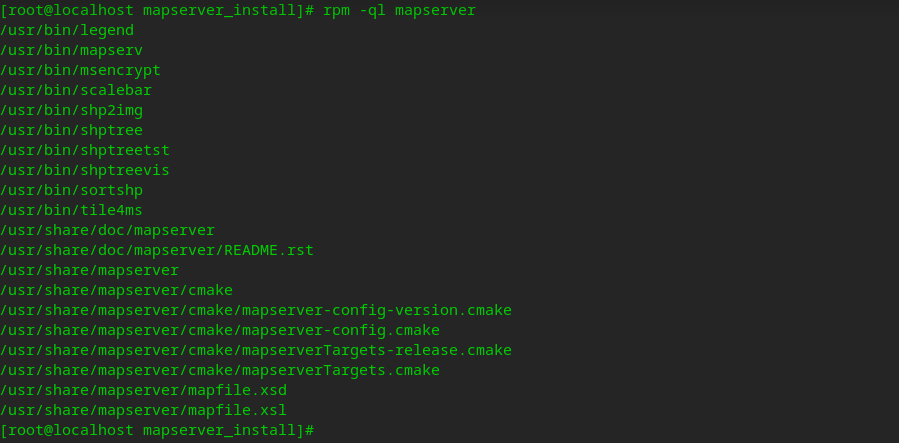 [root@localhost mapserver_install]# rpm -ql mapserver
/usr/bin/legend
/usr/bin/mapserv
/usr/bin/msencrypt
/usr/bin/scalebar
/usr/bin/shp2img
/usr/bin/shptree
/usr/bin/shptreetst
/usr/bin/shptreevis
/usr/bin/sortshp
/usr/bin/tile4ms
/usr/share/doc/mapserver
/usr/share/doc/mapserver/README.rst
/usr/share/mapserver
/usr/share/mapserver/cmake
/usr/share/mapserver/cmake/mapserver-config-version.cmake
/usr/share/mapserver/cmake/mapserver-config.cmake
/usr/share/mapserver/cmake/mapserverTargets-release.cmake
/usr/share/mapserver/cmake/mapserverTargets.cmake
/usr/share/mapserver/mapfile.xsd
/usr/share/mapserver/mapfile.xsl
[root@localhost mapserver_install]#